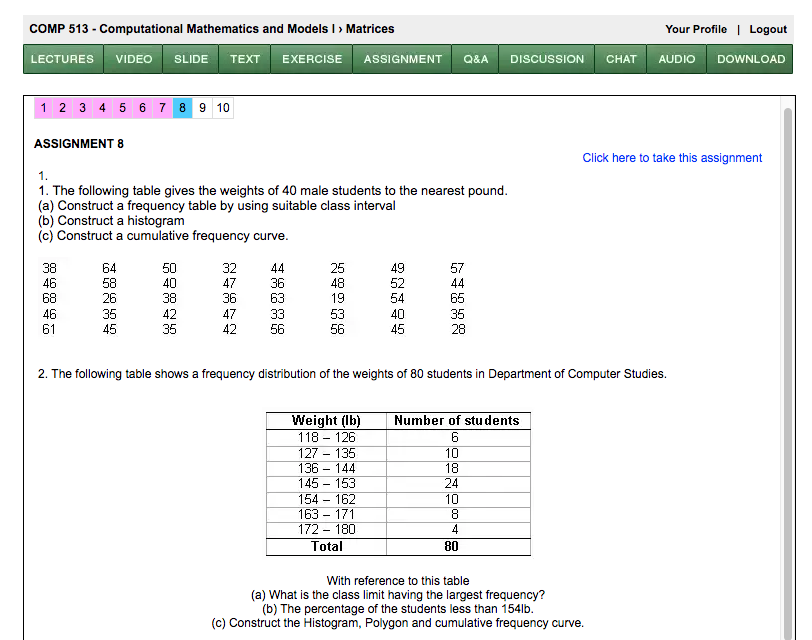 COMP 513 - Computational Mathematics and Models I › Matrices
Your Profile | Logout
LECTURES VIDEO SLIDE TEXT EXERCISE ASSIGNMENT Q&A DISCUSSION CHAT AUDIO DOWNLOAD
1 2 3 4 5 6 7 8 9 10
ASSIGNMENT 8
Click here to take this assignment
1.
1. The following table gives the weights of 40 male students to the nearest pound.
(a) Construct a frequency table by using suitable class interval
(b) Construct a histogram
(c) Construct a cumulative frequency curve.
38 64 50 32 44 25 49 57
46 58 40 47 36 48 52 44
68 26 38 36 63 19 54 65
46 35 42 47 33 53 40 35
61 45 35 42 56 56 45 28
2. The following table shows a frequency distribution of the weights of 80 students in Department of Computer Studies.
Weight (lb) Number of students
118 – 126 6
127 – 135 10
136 – 144 18
145 – 153 24
154 – 162 10
163 – 171 8
172 – 180 4
Total 80
With reference to this table
(a) What is the class limit having the largest frequency?
(b) The percentage of the students less than 154lb.
(c) Construct the Histogram, Polygon and cumulative frequency curve.